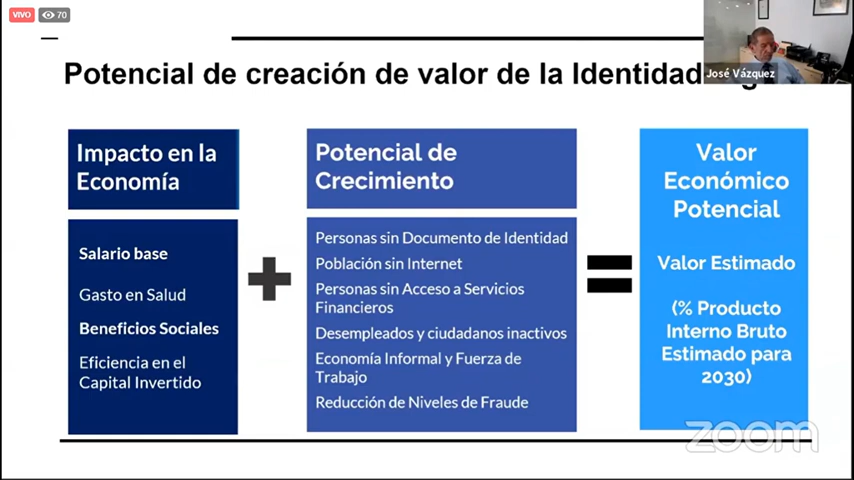 VIVO
70
José Vázquez
Potencial de creación de valor de la Identidad
Impacto en la
Economía
Salario base
Gasto en Salud
Beneficios Sociales
Eficiencia en el
Capital Invertido
Potencial de
Crecimiento
Personas sin Documento de Identidad
Población sin Internet
Personas sin Acceso a Servicios
Financieros
Desempleados y ciudadanos inactivos
Economía Informal y Fuerza de
Trabajo
Reducción de Niveles de Fraude
Valor
Económico
Potencial
Valor Estimado
(% Producto
Interno Bruto
Estimado para
2030)
zoom